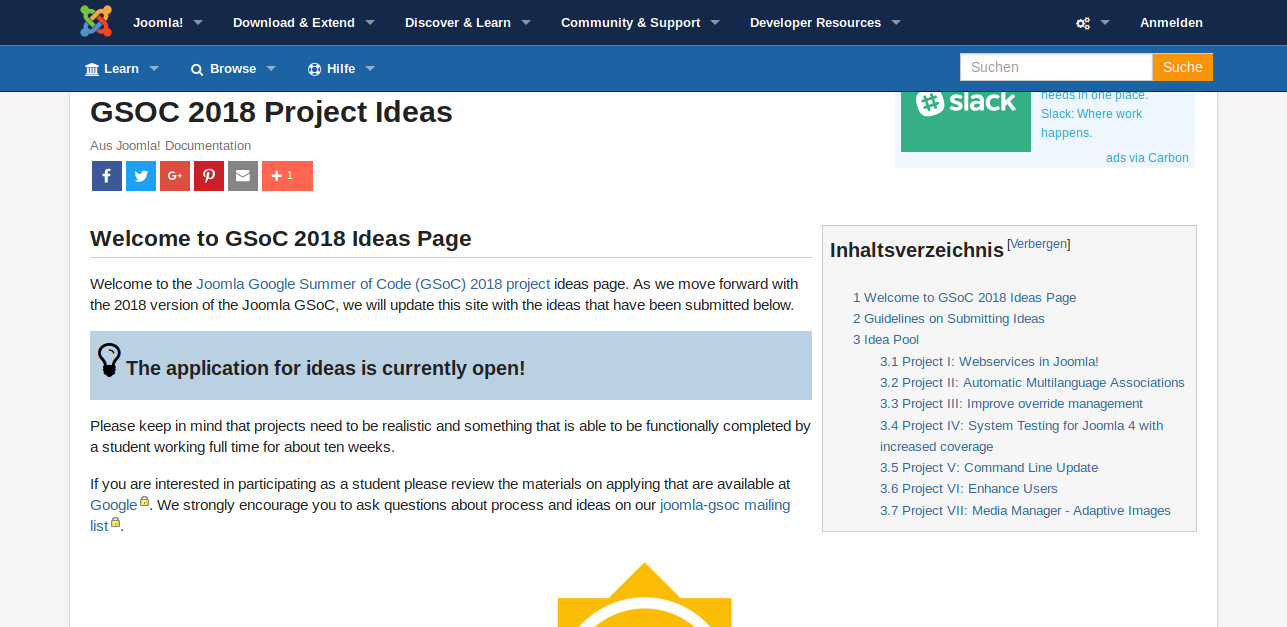 Joomla! Download & Extend Discover & Learn Community & Support Developer Resources Anmelden
Learn Browse Hilfe Suchen Suche
GSOC 2018 Project Ideas
Aus Joomla! Documentation
G+ 1
slack
needs in one place.
Slack: Where work
happens.
ads via Carbon
Welcome to GSoC 2018 Ideas Page
Welcome to the Joomla Google Summer of Code (GSoC) 2018 project ideas page. As we move forward with
the 2018 version of the Joomla GSoC, we will update this site with the ideas that have been submitted below.
The application for ideas is currently open!
Please keep in mind that projects need to be realistic and something that is able to be functionally completed by
a student working full time for about ten weeks.
If you are interested in participating as a student please review the materials on applying that are available at
Google. We strongly encourage you to ask questions about process and ideas on our joomla-gsoc mailing
list.
Inhaltsverzeichnis [Verbergen]
1 Welcome to GSoC 2018 Ideas Page
2 Guidelines on Submitting Ideas
3 Idea Pool
3.1 Project I: Webservices in Joomla!
3.2 Project II: Automatic Multilanguage Associations
3.3 Project III: Improve override management
3.4 Project IV: System Testing for Joomla 4 with
increased coverage
3.5 Project V: Command Line Update
3.6 Project VI: Enhance Users
3.7 Project VII: Media Manager - Adaptive Images